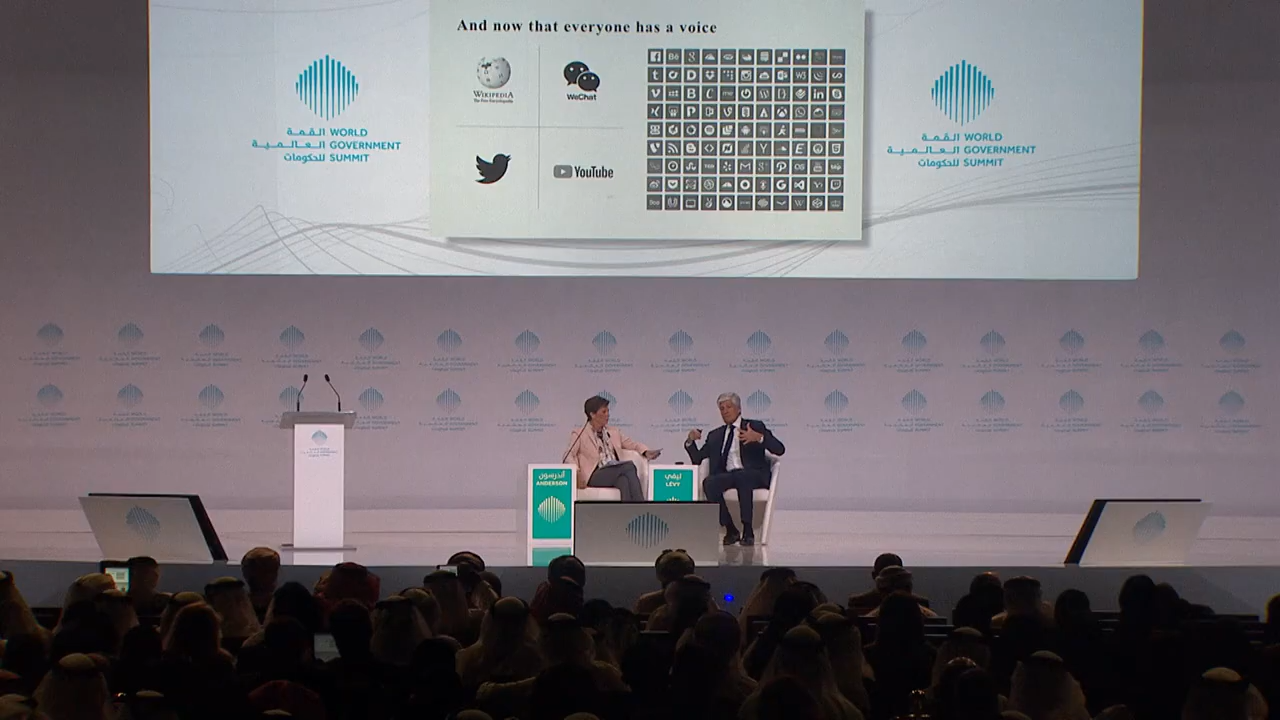 And now that everyone has a voice
WIKIPEDIA
The Free Encyclopedia
WeChat
YouTube
القمة WORLD
العالمية GOVERNMENT
للحكومات SUMMIT
القمة WORLD
العالمية GOVERNMENT
للحكومات SUMMIT
أندرسون
ANDERSON
ليفي
LÉVY